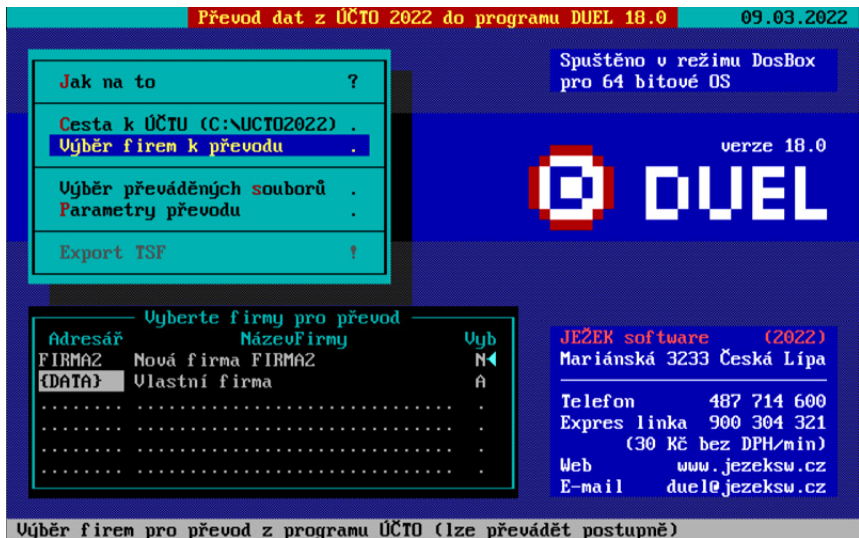 Převod dat z ÚČTO 2022 do programu DUEL 18.0 09.03.2022
Jak na to ?
Cesta k ÚČTU (C:\UCTO2022) .
Výběr firem k převodu .
Výběr převáděných souborů .
Parametry převodu .
Export TSF !
Spuštěno v režimu DosBox
pro 64 bitové OS
verze 18.0
DUEL
Vyberte firmy pro převod
Adresář NázevFirmy Vyb
FIRMA2 Nová firma FIRMA2 N
{DATA} Vlastní firma A
JEŽEK software (2022)
Mariánská 3233 Česká Lípa
Telefon 487 714 600
Expres linka 900 304 321
(30 Kč bez DPH/min)
Web www.jezeksw.cz
E-mail duel@jezeksw.cz
Výběr firem pro převod z programu ÚČTO (lze převádět postupně)